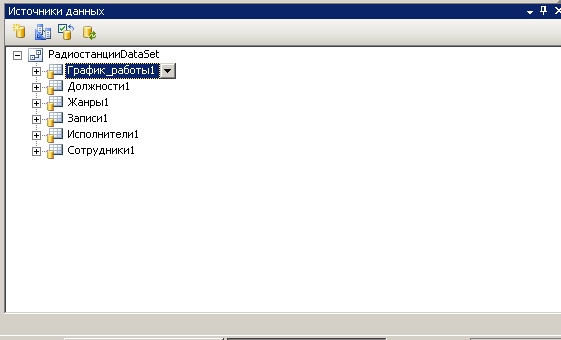 Источники данных
РадиостанцииDataSet
График_работы1
Должности1
Жанры1
Записи1
Исполнители1
Сотрудники1